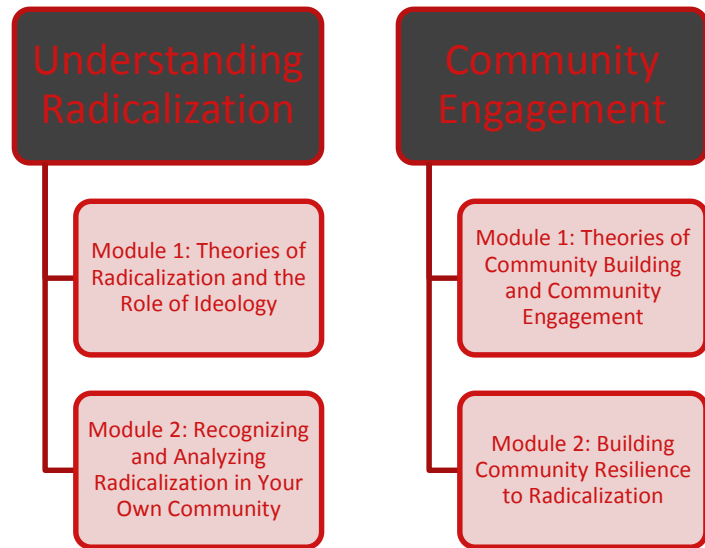 Understanding
Radicalization
Module 1: Theories of
Radicalization and the
Role of Ideology
Module 2: Recognizing
and Analyzing
Radicalization in Your
Own Community
Community
Engagement
Module 1: Theories of
Community Building
and Community
Engagement
Module 2: Building
Community Resilience
to Radicalization